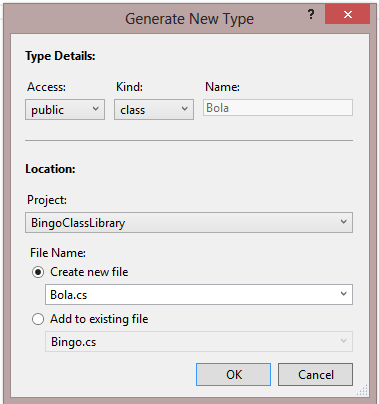 Generate New Type ?
Type Details:
Access: Kind: Name:
public class Bola
Location:
Project:
BingoClassLibrary
File Name:
Create new file
Bola.cs
Add to existing file
Bingo.cs
OK Cancel